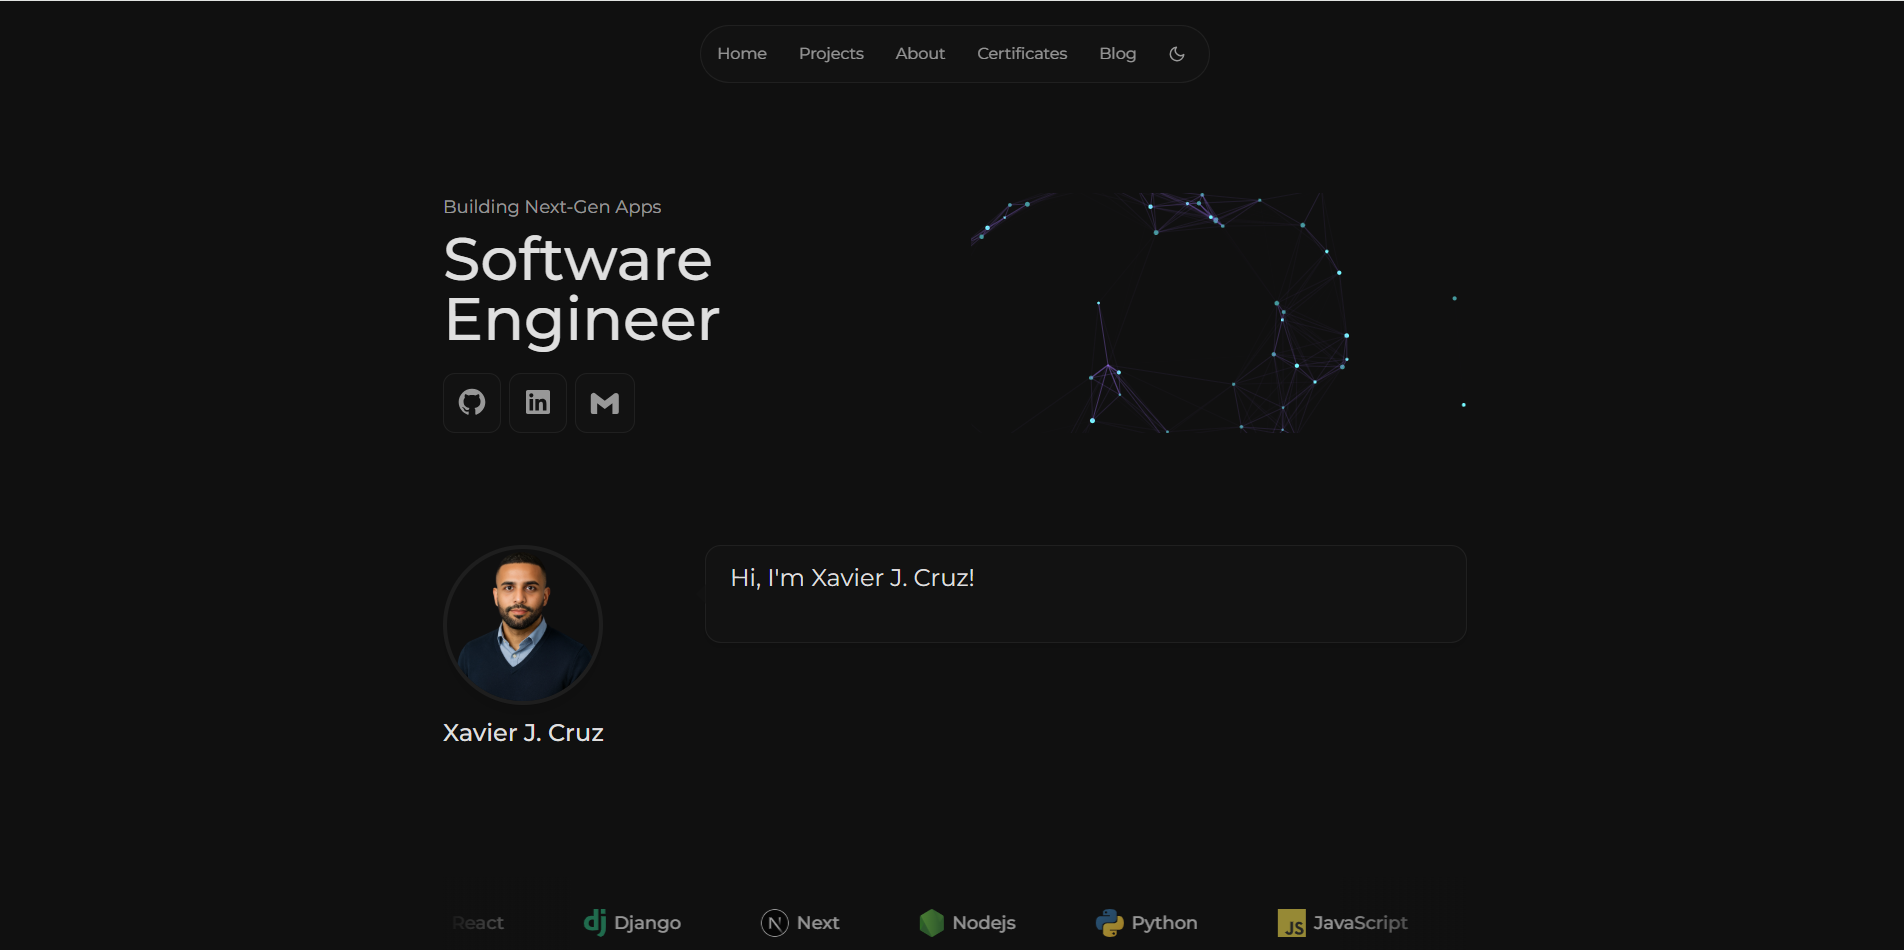 Home Projects About Certificates Blog
Building Next-Gen Apps
Software
Engineer
in
Hi, I'm Xavier J. Cruz!
Xavier J. Cruz
React dj Django N Next Nodejs Python JS JavaScript